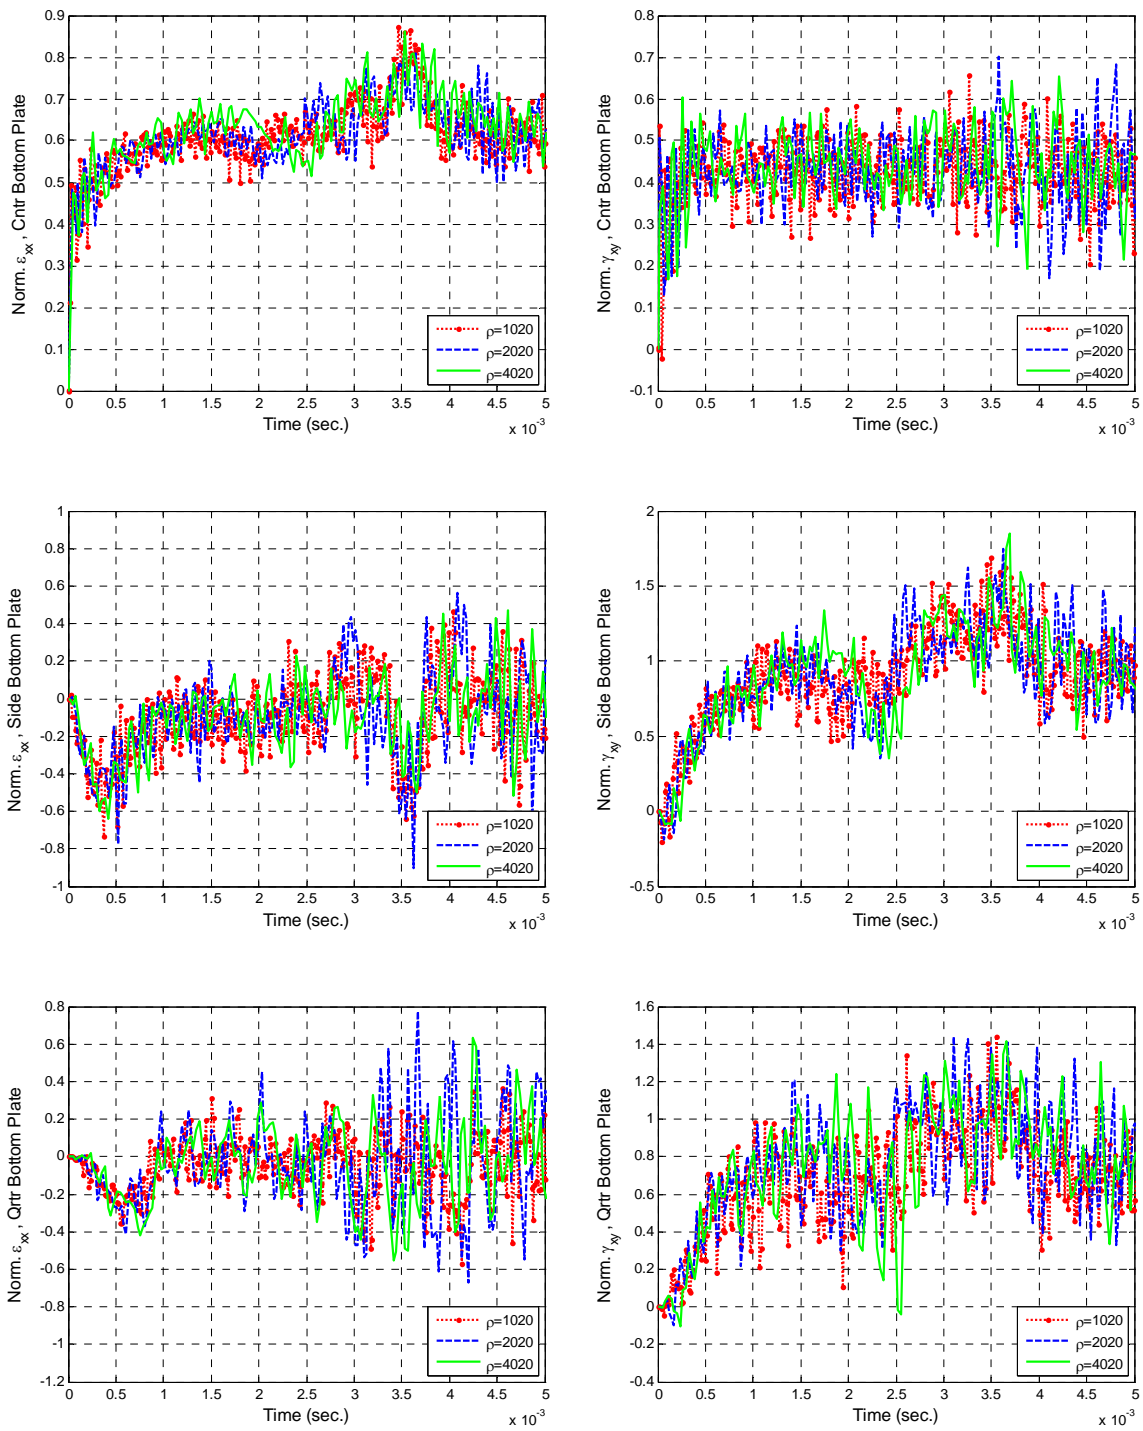 0.9
0.8
0.7
0.6
0.5
0.4
0.3
0.2
0.1
0
Norm. εxx , Cntr Bottom Plate
ρ=1020
ρ=2020
ρ=4020
0 0.5 1 1.5 2 2.5 3 3.5 4 4.5 5
Time (sec.)
x 10^-3
0.8
0.7
0.6
0.5
0.4
0.3
0.2
0.1
0
-0.1
Norm. γxy , Cntr Bottom Plate
ρ=1020
ρ=2020
ρ=4020
0 0.5 1 1.5 2 2.5 3 3.5 4 4.5 5
Time (sec.)
x 10^-3
1
0.8
0.6
0.4
0.2
0
-0.2
-0.4
-0.6
-0.8
-1
Norm. εxx , Side Bottom Plate
ρ=1020
ρ=2020
ρ=4020
0 0.5 1 1.5 2 2.5 3 3.5 4 4.5 5
Time (sec.)
x 10^-3
2
1.5
1
0.5
0
-0.5
Norm. γxy , Side Bottom Plate
ρ=1020
ρ=2020
ρ=4020
0 0.5 1 1.5 2 2.5 3 3.5 4 4.5 5
Time (sec.)
x 10^-3
0.8
0.6
0.4
0.2
0
-0.2
-0.4
-0.6
-0.8
-1
-1.2
Norm. εxx , Qrtr Bottom Plate
ρ=1020
ρ=2020
ρ=4020
0 0.5 1 1.5 2 2.5 3 3.5 4 4.5 5
Time (sec.)
x 10^-3
1.6
1.4
1.2
1
0.8
0.6
0.4
0.2
0
-0.2
-0.4
Norm. γxy , Qrtr Bottom Plate
ρ=1020
ρ=2020
ρ=4020
0 0.5 1 1.5 2 2.5 3 3.5 4 4.5 5
Time (sec.)
x 10^-3